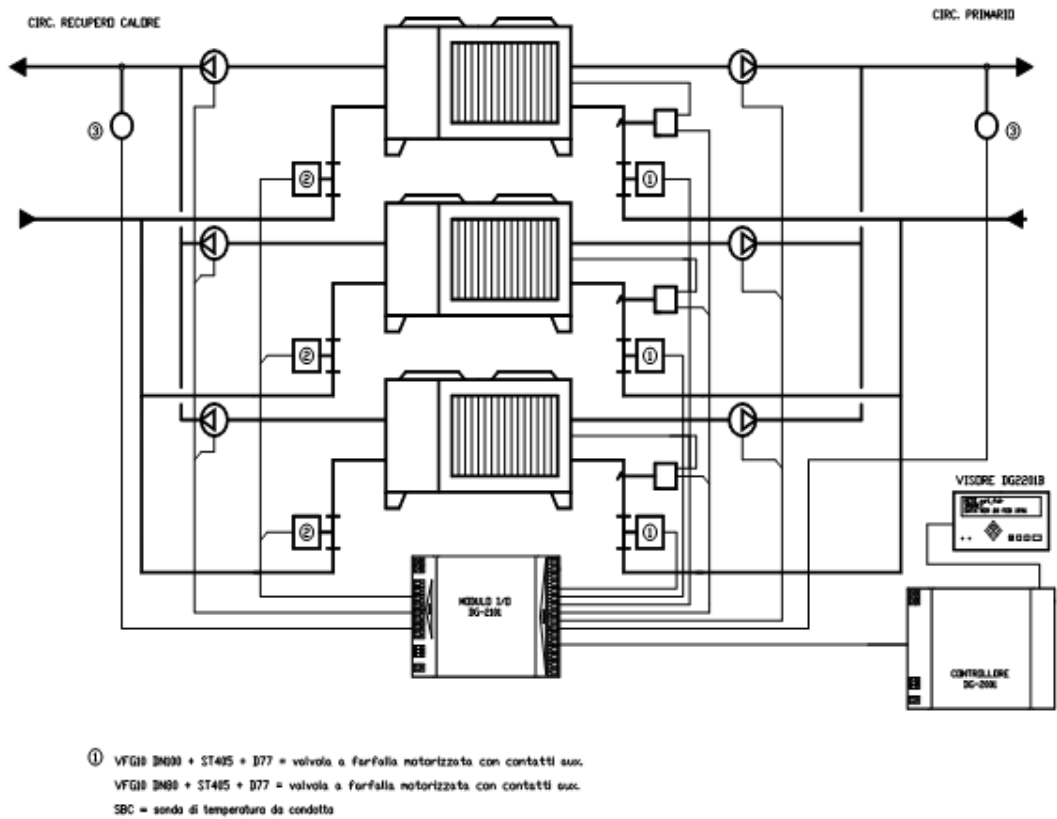 CIRC. RECUPERO CALORE
CIRC. PRIMARIO
③
③
②
①
②
①
VISORE DG2201B
②
①
MODULO I/O
DG-2101
CONTROLLORE
DG-2001
① VFG10 DN100 + ST405 + D77 = valvola a farfalla motorizzata con contatti aux.
VFG10 DN80 + ST405 + D77 = valvola a farfalla motorizzata con contatti aux.
SBC = sonda di temperatura da condotta